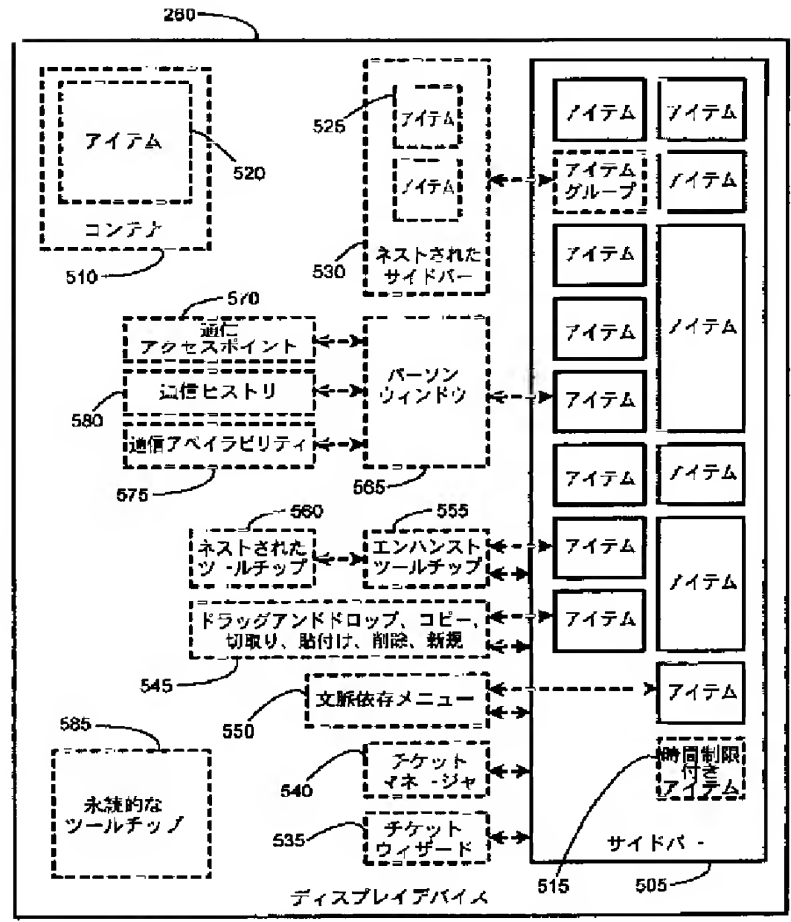 260
アイテム
520
コンテナ
510
525
アイテム
アイテム
530
ネストされた
サイドバー
アイテム
アイテム
アイテム
グループ
アイテム
アイテム
アイテム
アイテム
アイテム
アイテム
アイテム
アイテム
アイテム
アイテム
アイテム
570
通信
アクセスポイント
通信ヒストリ
580
通信アベイラビリティ
575
パーソン
ウィンドウ
565
560
ネストされた
ツールチップ
555
エンハンスト
ツールチップ
ドラッグアンドドロップ、コピー、
切取り、貼付け、削除、新規
545
文脈依存メニュー
550
アイテム
585
永続的な
ツールチップ
チケット
マネージャ
540
チケット
ウィザード
535
時間制限
付き
アイテム
サイドバー
515
505
ディスプレイデバイス